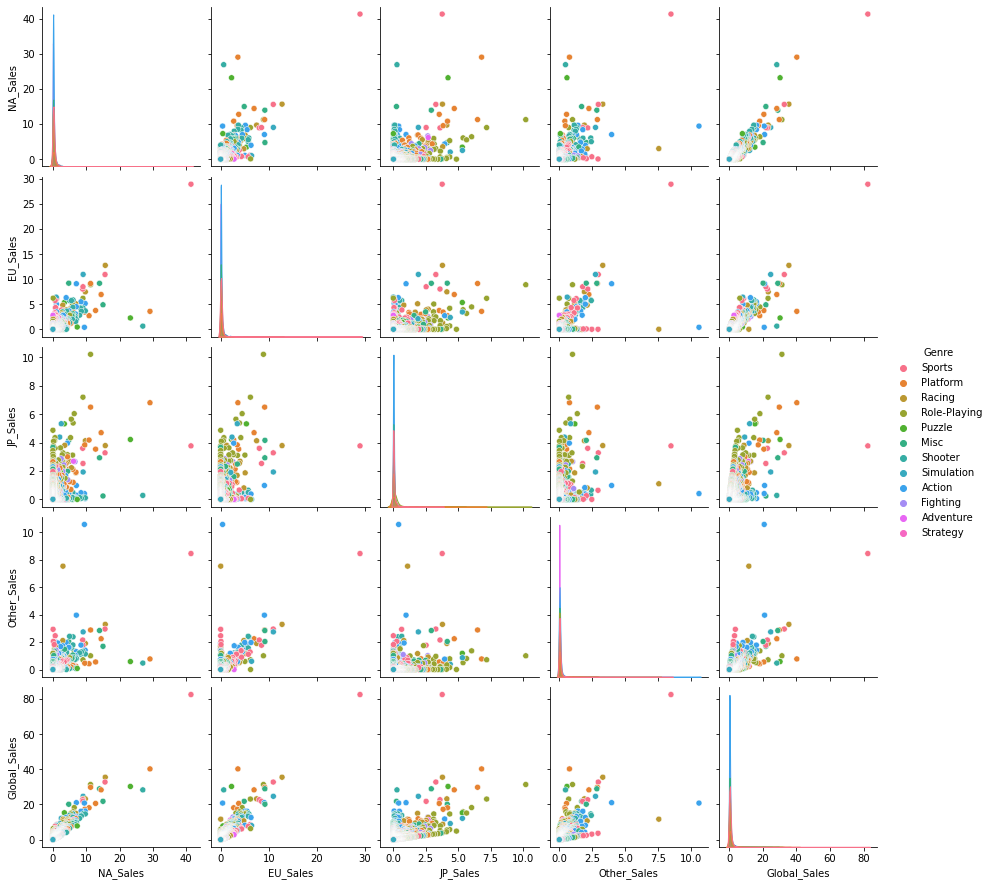 40
30
20
10
0
NA_Sales
30
25
20
15
10
5
0
EU_Sales
10
8
6
4
2
0
JP_Sales
Genre
Sports
Platform
Racing
Role-Playing
Puzzle
Misc
Shooter
Simulation
Action
Fighting
Adventure
Strategy
10
8
6
4
2
0
Other_Sales
80
60
40
20
0
Global_Sales
0 10 20 30 40
NA_Sales
0 10 20 30
EU_Sales
0.0 2.5 5.0 7.5 10.0
JP_Sales
0.0 2.5 5.0 7.5 10.0
Other_Sales
0 20 40 60 80
Global_Sales